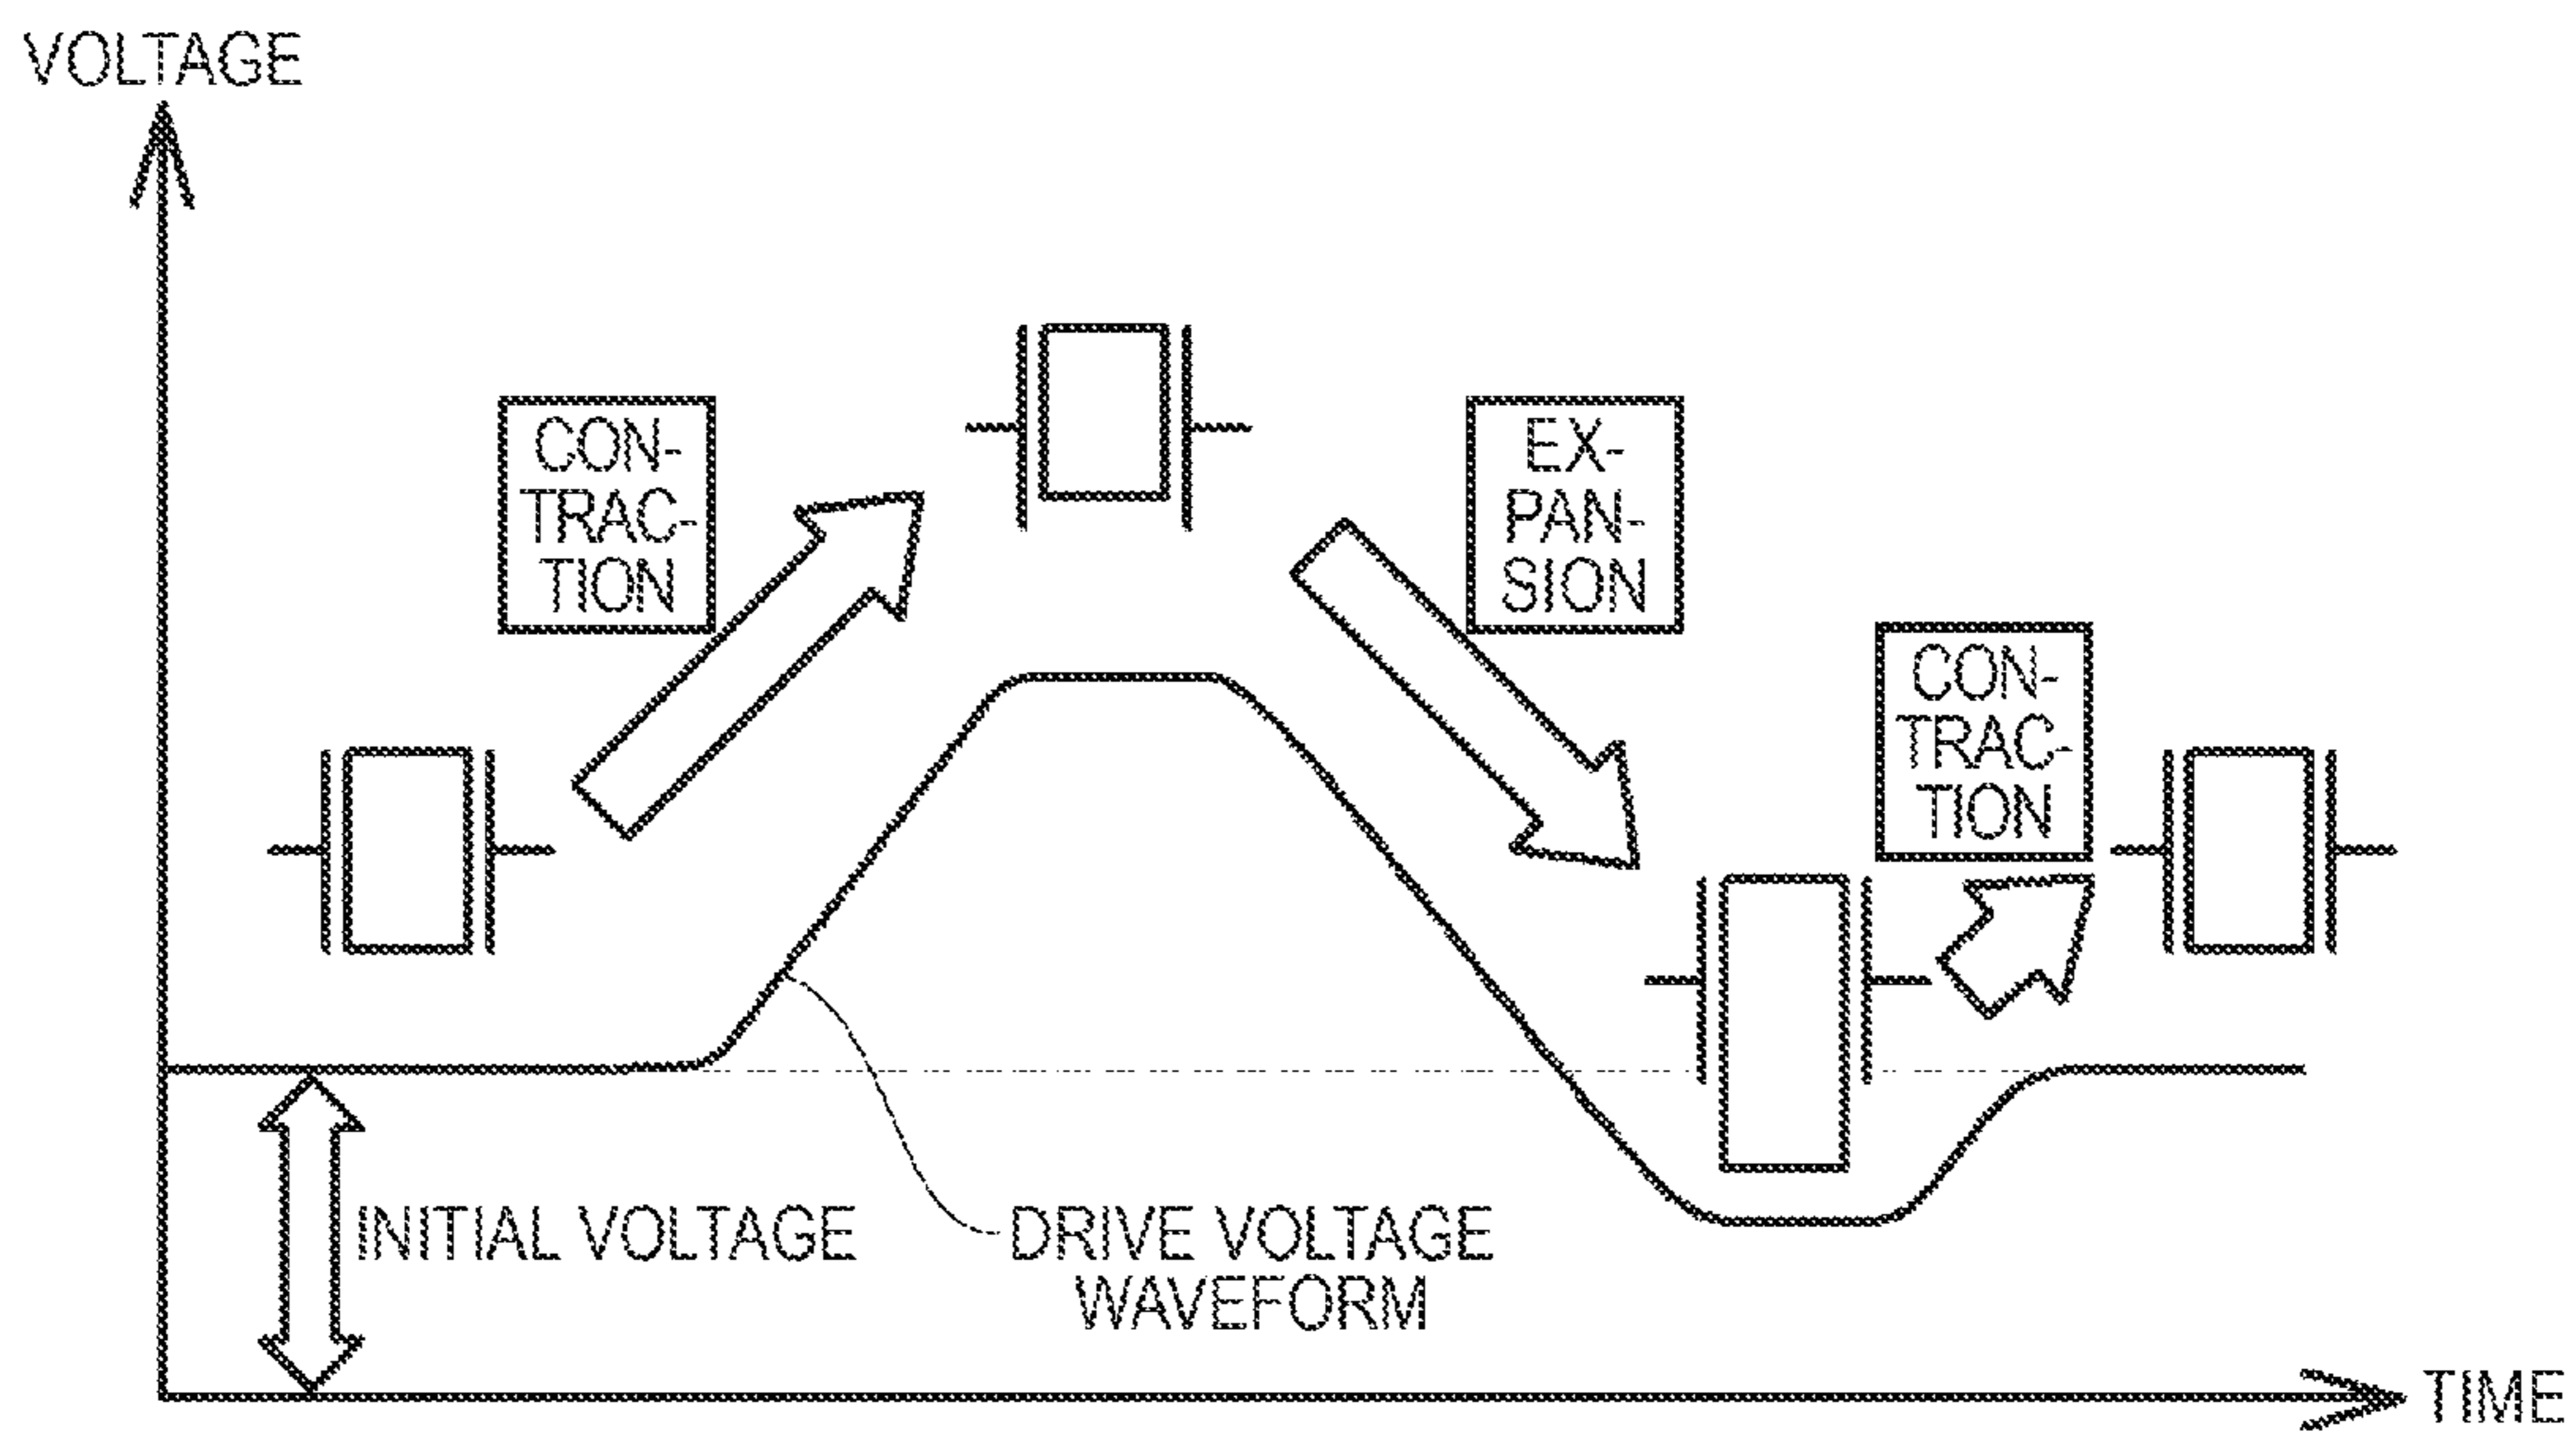 VOLTAGE
CON-
TRAC-
TION
EX-
PAN-
SION
CON-
TRAC-
TION
INITIAL VOLTAGE
DRIVE VOLTAGE
WAVEFORM
TIME